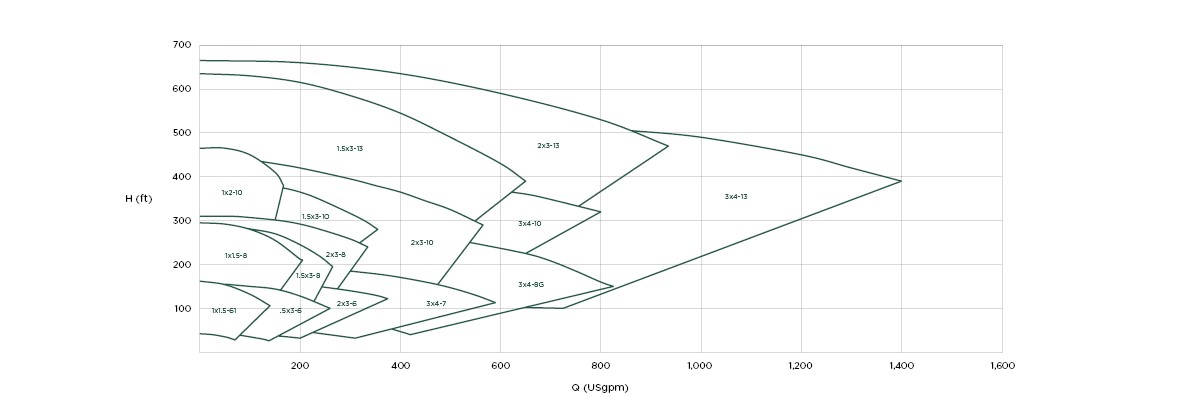 700
600
500
400
300
200
100
H (ft)
1.5x3-13
2x3-13
1x2-10
3x4-13
1.5x3-10
3x4-10
2x3-10
1x1.5-8
2x3-8
1.5x3-8
3x4-8G
1x1.5-61
.5x3-6
2x3-6
3x4-7
200
400
600
800
1,000
1,200
1,400
1,600
Q (USgpm)